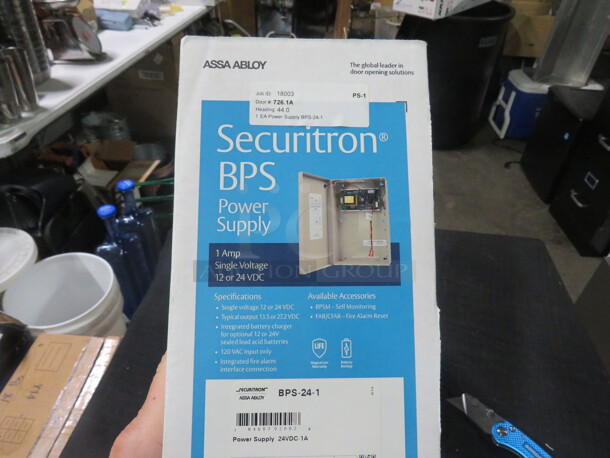 ASSA ABLOY
The global leader in
door opening solutions
Job ID: 18003
PS-1
Door # 726.1A
Heading 44.0
1 EA Power Supply BPS-24-1
Securitron®
BPS
Power
Supply
1 Amp
Single Voltage
12 or 24 VDC
AUCTION GROUP
Specifications
• Single voltage 12 or 24 VDC
• Typical output 13.5 or 27.2 VDC
• Integrated battery charger
for optional 12 or 24V
sealed lead acid batteries
• 120 VAC input only
• Integrated fire alarm
interface connection
Available Accessories
• BPSM – Self Monitoring
• FAR/CFAR – Fire Alarm Reset
SECURITRON
ASSA ABLOY
BPS-24-1
Power Supply 24VDC-1A